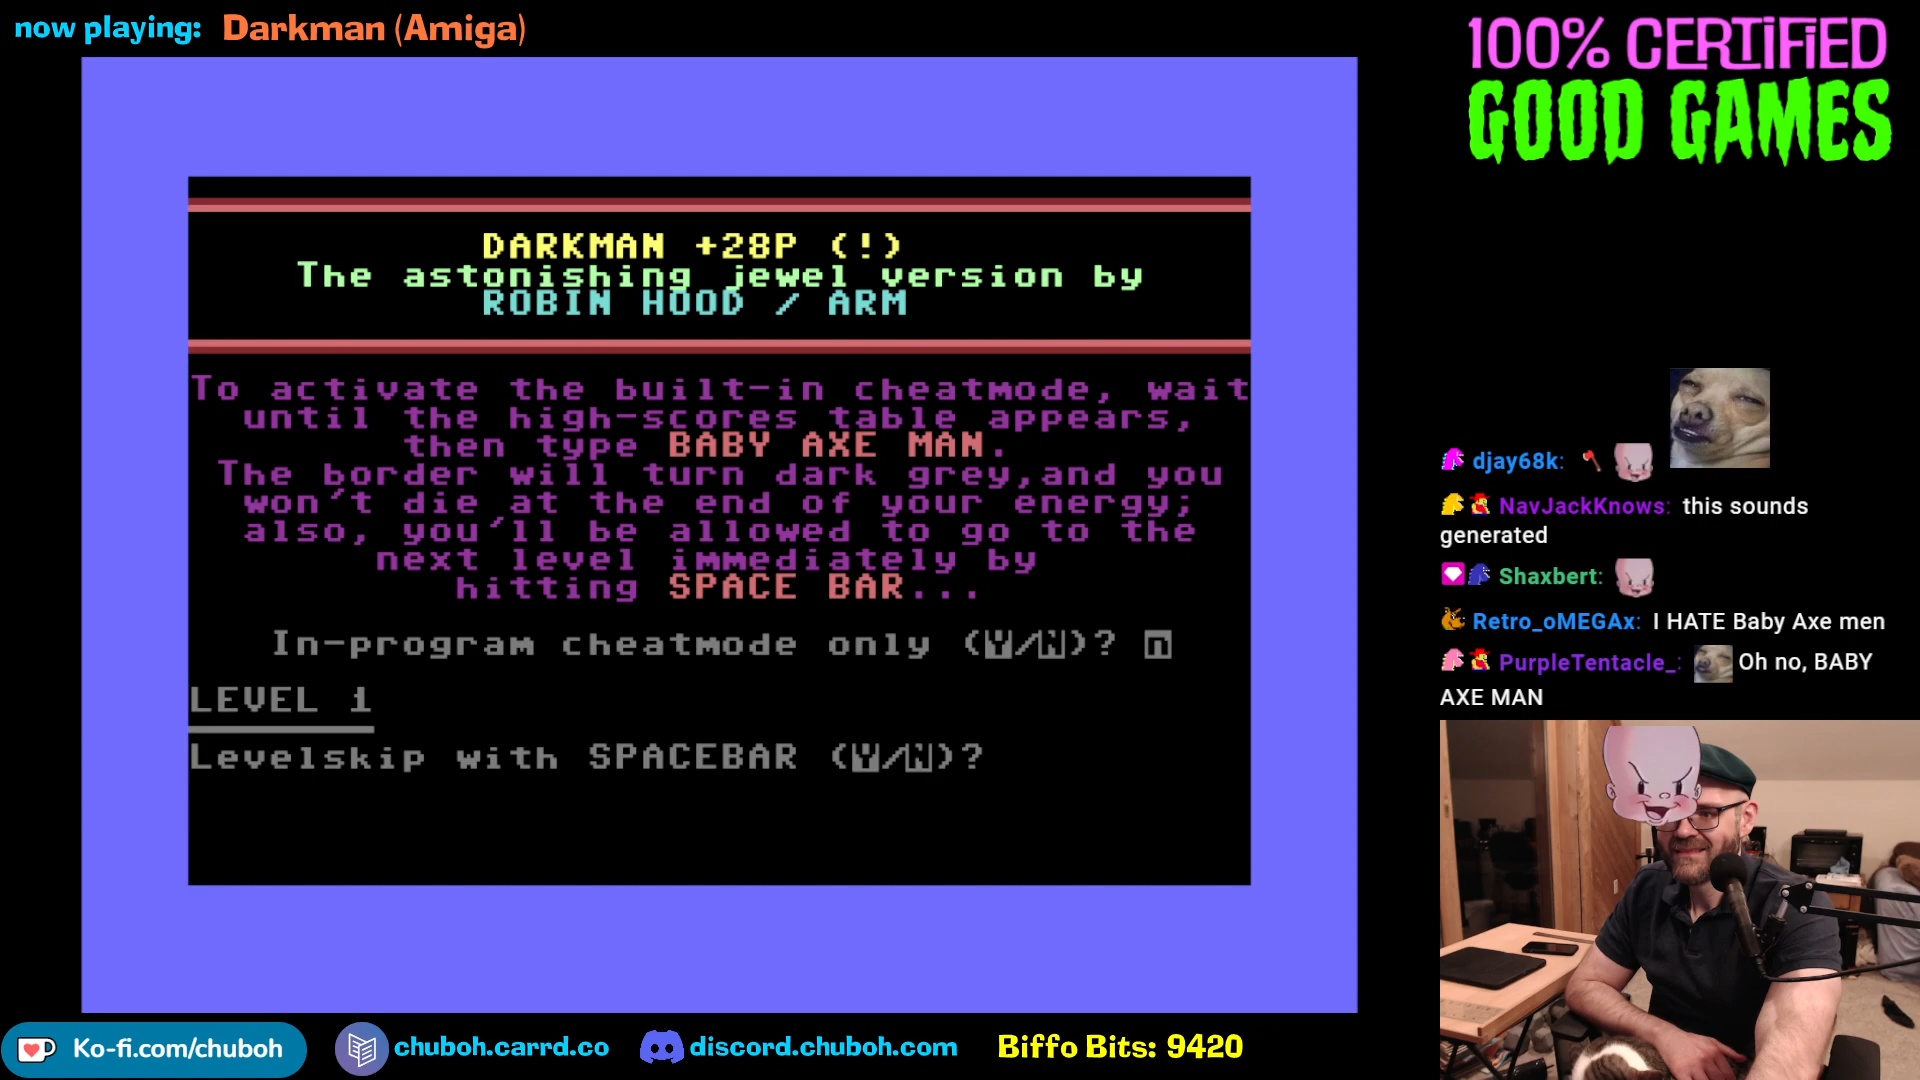 now playing: Darkman (Amiga)
100% CERTIFIED
GOOD GAMES
DARKMAN +28P (!)
The astonishing jewel version by
ROBIN HOOD / ARM
To activate the built-in cheatmode, wait
until the high-scores table appears,
then type BABY AXE MAN.
The border will turn dark grey,and you
won't die at the end of your energy;
also, you'll be allowed to go to the
next level immediately by
hitting SPACE BAR...
In-program cheatmode only (Y/N)? n
LEVEL 1
Levelskip with SPACEBAR (Y/N)?
djay68k:
NavJackKnows: this sounds
generated
Shaxbert:
Retro_oMEGAx: I HATE Baby Axe men
PurpleTentacle_: Oh no, BABY
AXE MAN
Ko-fi.com/chuboh
chuboh.carrd.co
discord.chuboh.com
Biffo Bits: 9420